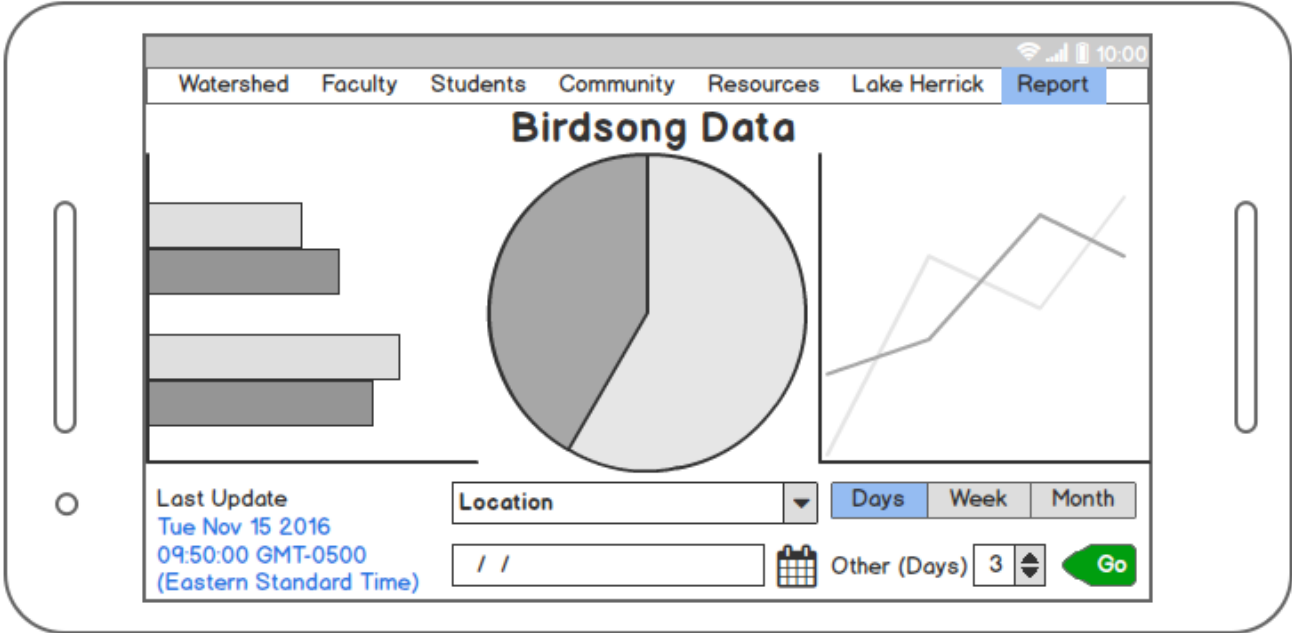 10:00
Watershed Faculty Students Community Resources Lake Herrick Report
Birdsong Data
Last Update
Tue Nov 15 2016
09:50:00 GMT-0500
(Eastern Standard Time)
Location
Days Week Month
/ /
Other (Days) 3 Go